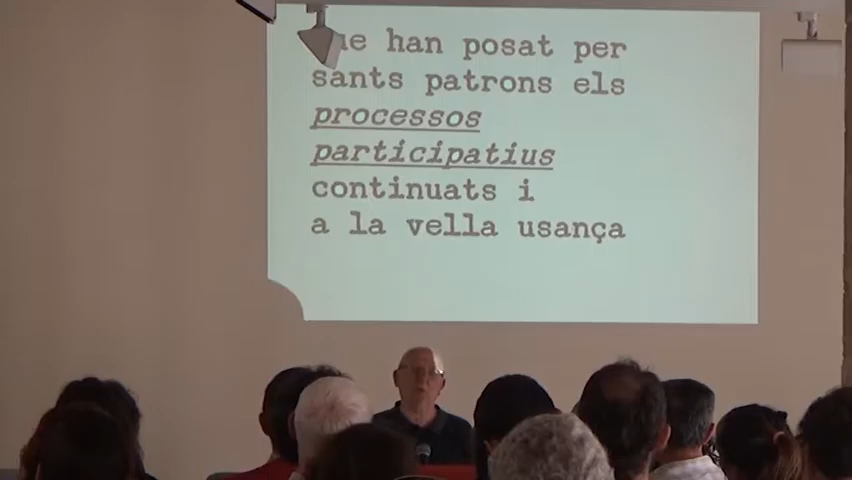 han posat per
sants patrons els
processos
participatius
continuats i
a la vella usança